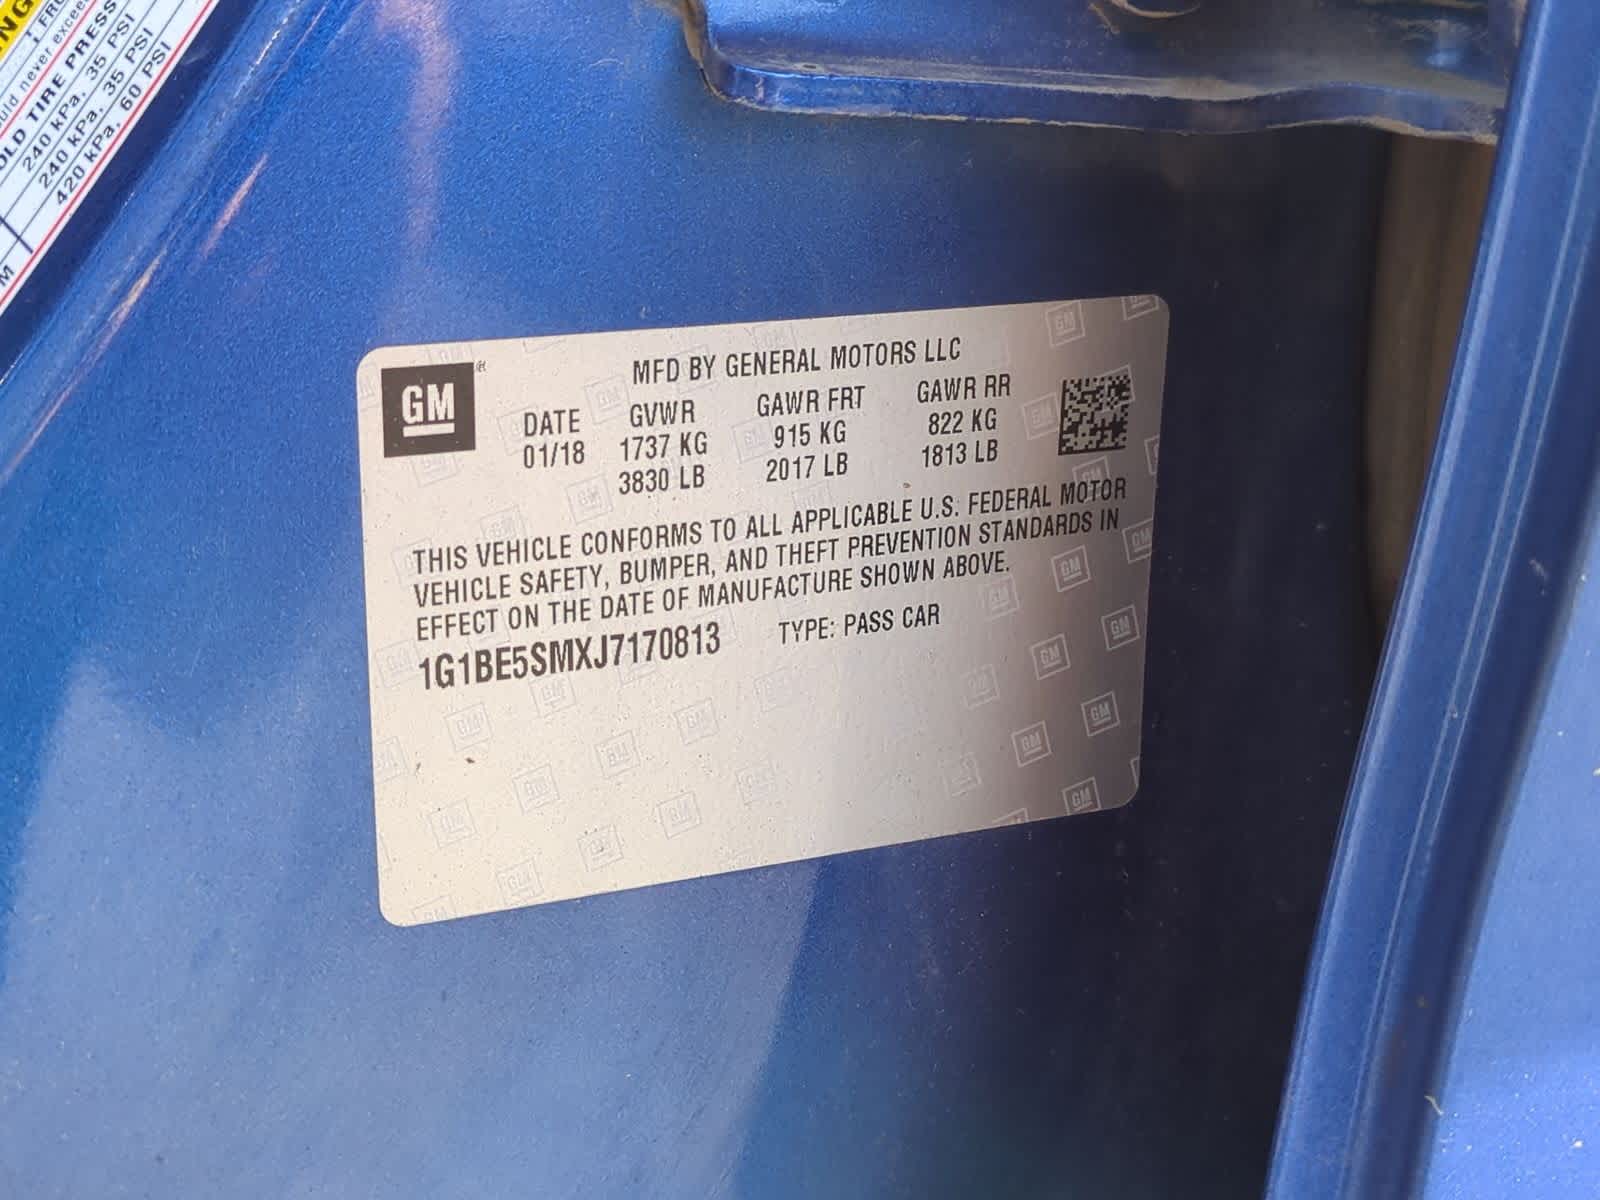 uld never excee
OLD TIRE PRESS
240 kPa, 35 PSI
240 kPa, 35 PSI
420 kPa, 60 PSI
M
GM
MFD BY GENERAL MOTORS LLC
DATE GVWR GAWR FRT GAWR RR
01/18 1737 KG 915 KG 822 KG
3830 LB 2017 LB 1813 LB
THIS VEHICLE CONFORMS TO ALL APPLICABLE U.S. FEDERAL MOTOR
VEHICLE SAFETY, BUMPER, AND THEFT PREVENTION STANDARDS IN
EFFECT ON THE DATE OF MANUFACTURE SHOWN ABOVE.
1G1BE5SMXJ7170813 TYPE: PASS CAR